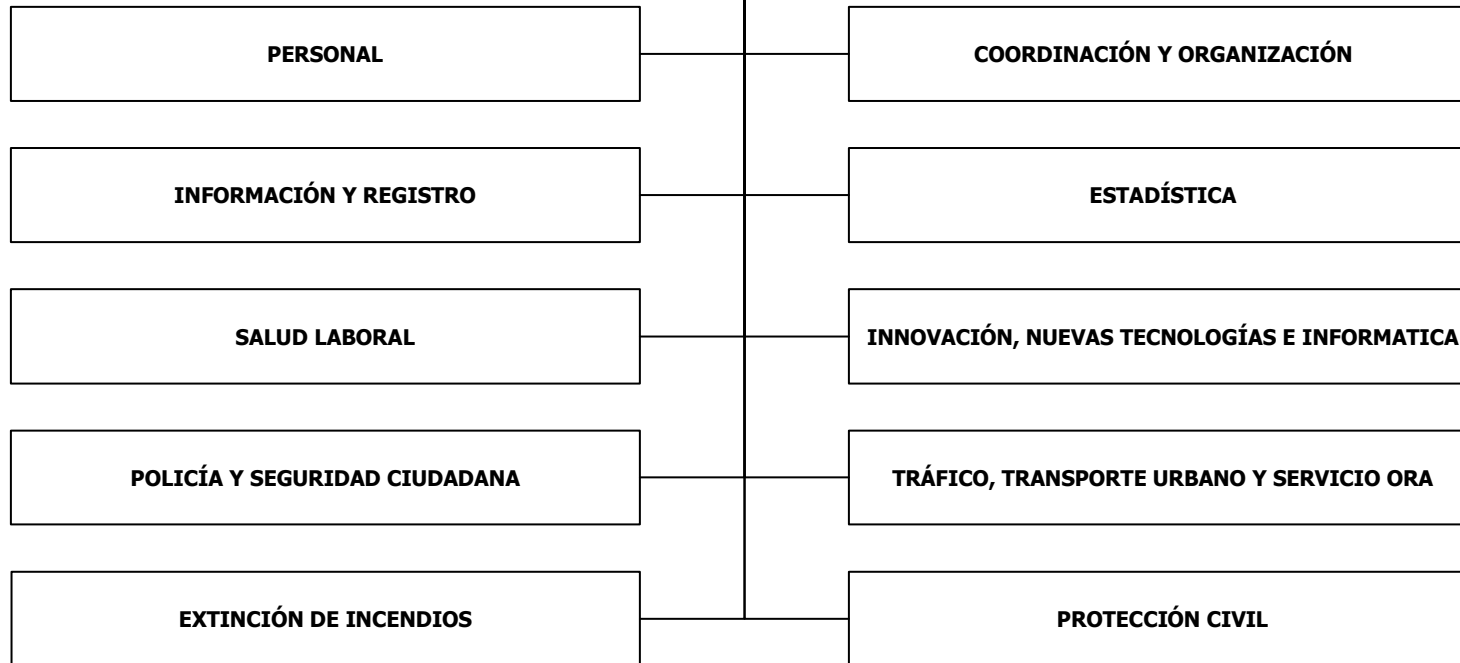 PERSONAL
COORDINACIÓN Y ORGANIZACIÓN
INFORMACIÓN Y REGISTRO
ESTADÍSTICA
SALUD LABORAL
INNOVACIÓN, NUEVAS TECNOLOGÍAS E INFORMATICA
POLICÍA Y SEGURIDAD CIUDADANA
TRÁFICO, TRANSPORTE URBANO Y SERVICIO ORA
EXTINCIÓN DE INCENDIOS
PROTECCIÓN CIVIL